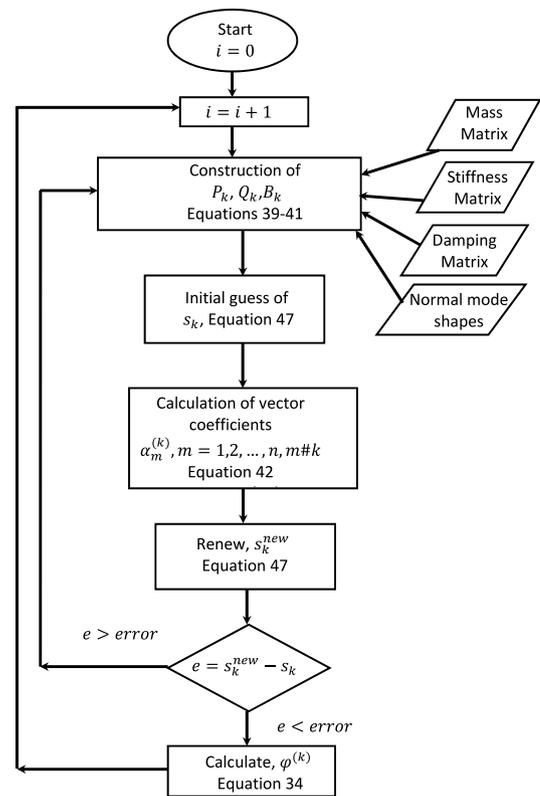 Start
i = 0
i = i + 1
Construction of
P_k, Q_k,B_k
Equations 39-41
Mass
Matrix
Stiffness
Matrix
Damping
Matrix
Normal mode
shapes
Initial guess of
s_k, Equation 47
Calculation of vector
coefficients
α_m^(k), m = 1,2, …, n, m#k
Equation 42
Renew, s_k^new
Equation 47
e > error
e = s_k^new − s_k
e < error
Calculate, φ^(k)
Equation 34